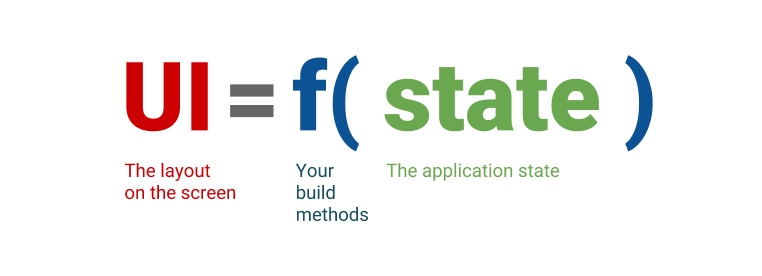 UI = f( state )
The layout
on the screen
Your
build
methods
The application state